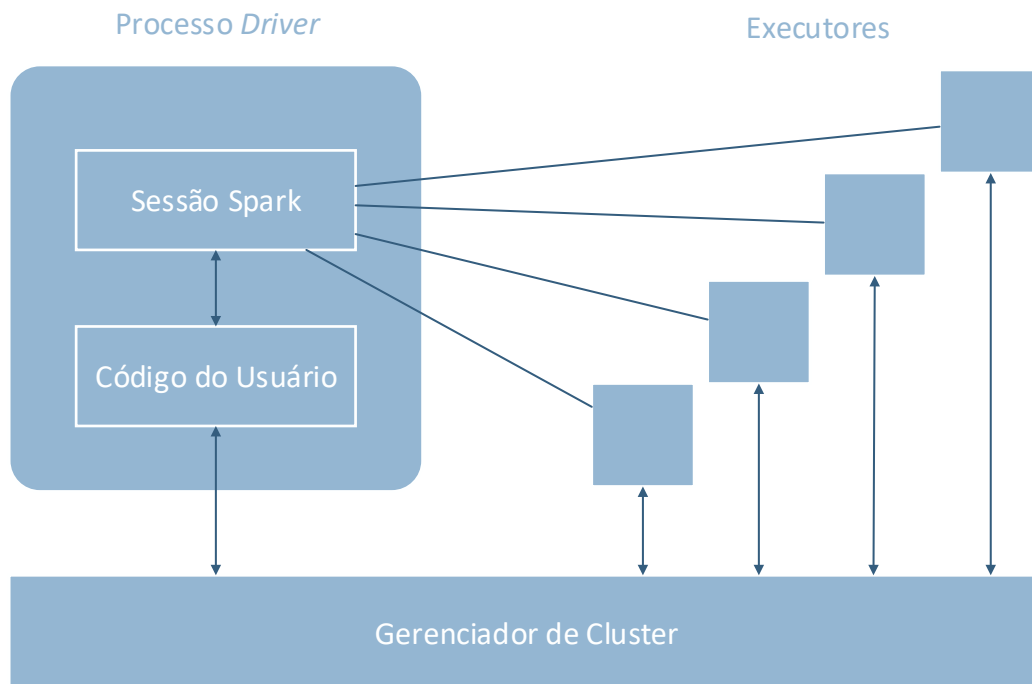 Processo Driver
Executores
Sessão Spark
Código do Usuário
Gerenciador de Cluster